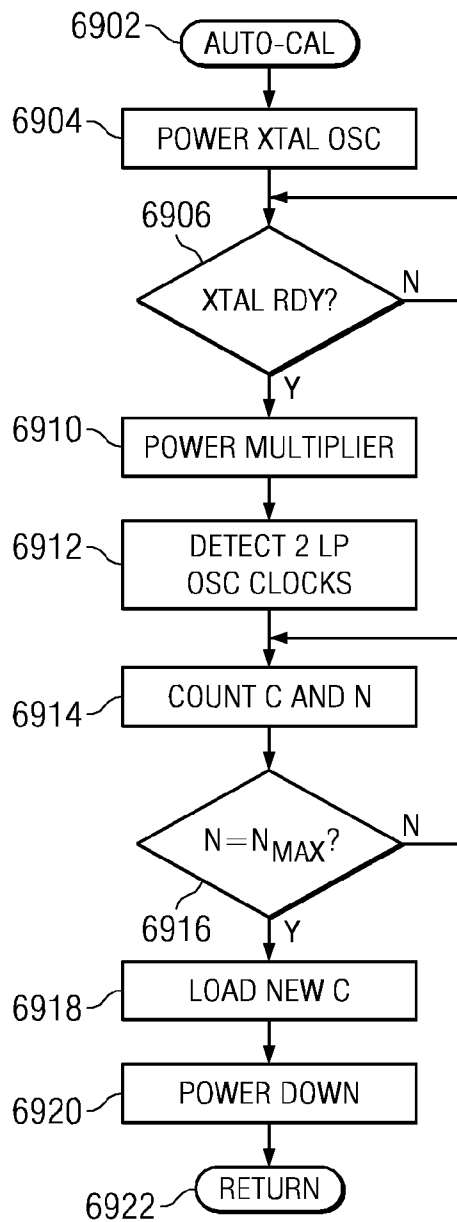 6902
AUTO-CAL
6904
POWER XTAL OSC
6906
XTAL RDY?
N
Y
6910
POWER MULTIPLIER
6912
DETECT 2 LP
OSC CLOCKS
6914
COUNT C AND N
N=NMAX?
N
6916
Y
6918
LOAD NEW C
6920
POWER DOWN
6922
RETURN